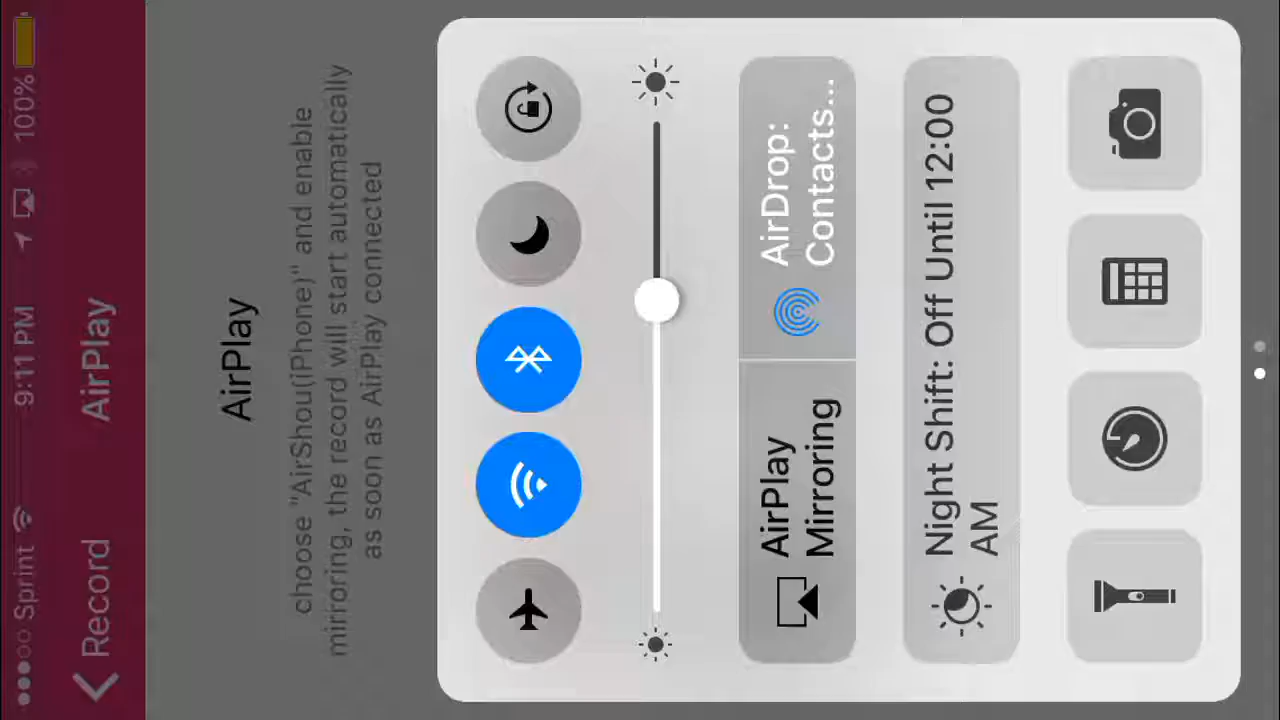 Sprint 9:11 PM 100%
Record AirPlay
AirPlay
choose "AirShou(iPhone)" and enable
mirroring, the record will start automatically
as soon as AirPlay connected
AirPlay
Mirroring
AirDrop:
Contacts...
Night Shift: Off Until 12:00
AM